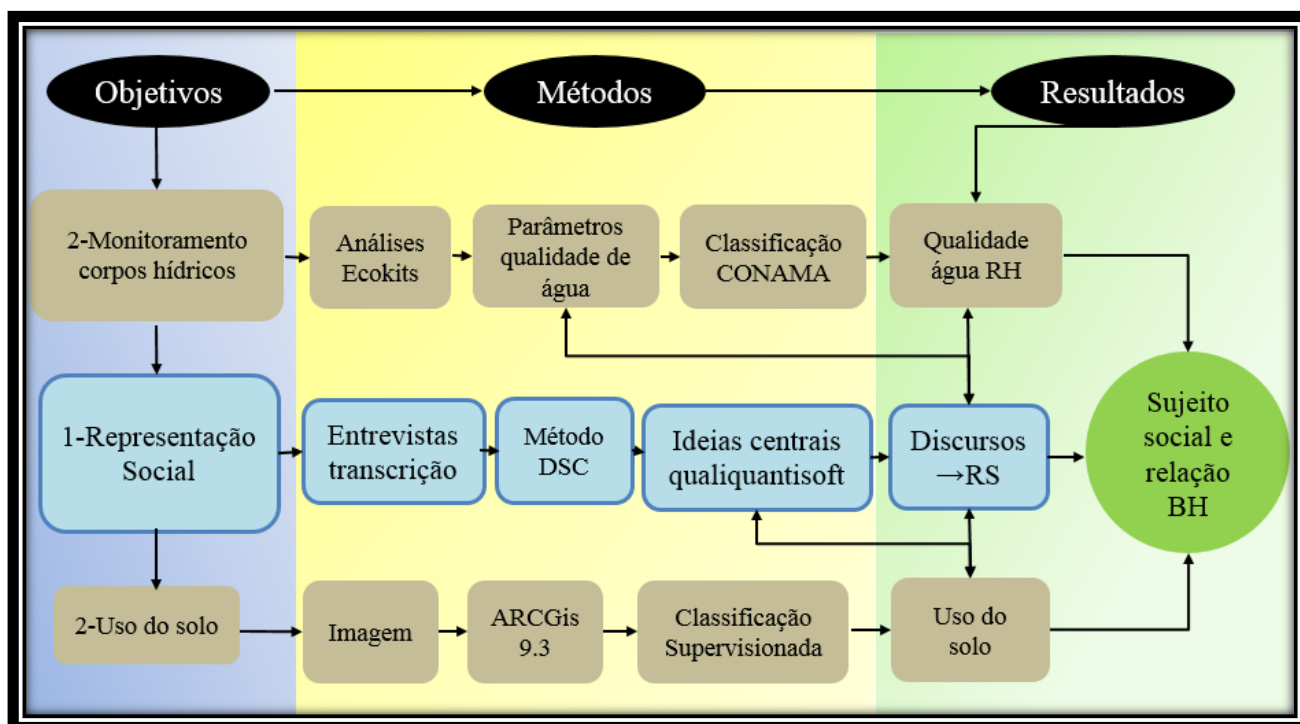 Objetivos
Métodos
Resultados
2-Monitoramento
corpos hídricos
Análises
Ecokits
Parâmetros
qualidade de
água
Classificação
CONAMA
Qualidade
água RH
1-Representação
Social
Entrevistas
transcrição
Método
DSC
Ideias centrais
qualiquantisoft
Discursos
→RS
Sujeito
social e
relação
BH
2-Uso do solo
Imagem
ARCGis
9.3
Classificação
Supervisionada
Uso do
solo